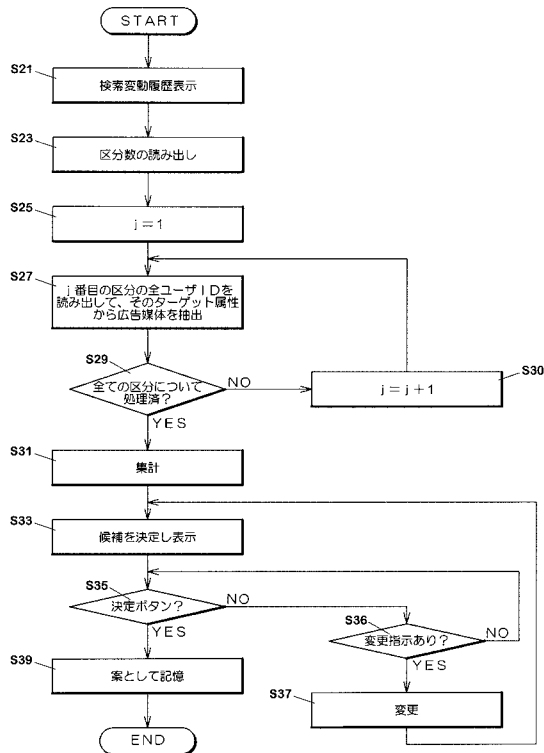 START
S21
検索変動履歴表示
S23
区分数の読み出し
S25
j=1
S27
j番目の区分の全ユーザIDを
読み出して、そのターゲット属性
から広告媒体を抽出
S29
全ての区分について
処理済?
NO
S30
j=j+1
YES
S31
集計
S33
候補を決定し表示
S35
決定ボタン?
NO
S36
変更指示あり?
NO
YES
YES
S39
案として記憶
S37
変更
END